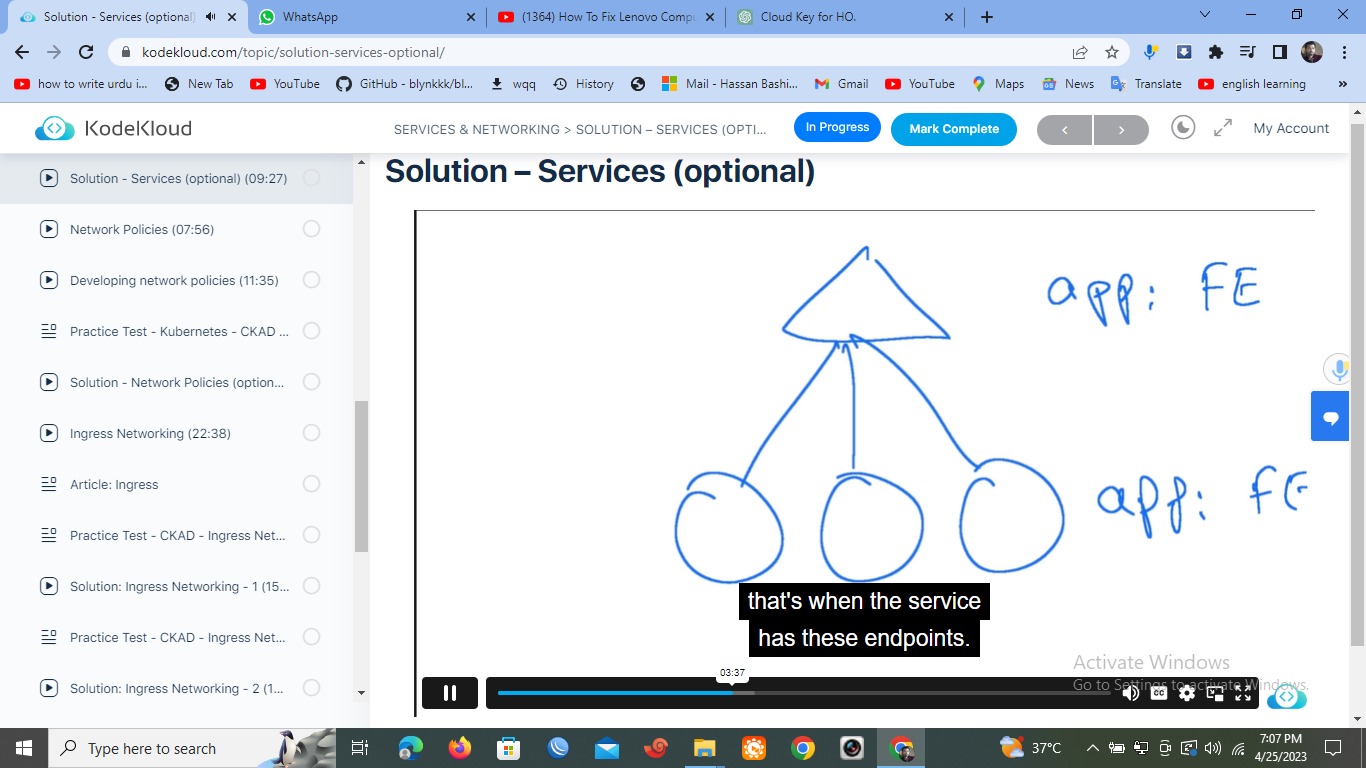 Solution - Services (optional)
WhatsApp
(1364) How To Fix Lenovo Compu
Cloud Key for HO.
kodekloud.com/topic/solution-services-optional/
how to write urdu i...
New Tab
YouTube
GitHub - blynkkk/bl...
wqq
History
Mail - Hassan Bashi...
Gmail
YouTube
Maps
News
Translate
english learning
»
KodeKloud
SERVICES & NETWORKING > SOLUTION – SERVICES (OPTI...
In Progress
Mark Complete
My Account
Solution - Services (optional) (09:27)
Network Policies (07:56)
Developing network policies (11:35)
Practice Test - Kubernetes - CKAD ...
Solution - Network Policies (option...
Ingress Networking (22:38)
Article: Ingress
Practice Test - CKAD - Ingress Net...
Solution: Ingress Networking - 1 (15...
Practice Test - CKAD - Ingress Net...
Solution: Ingress Networking - 2 (1...
Solution – Services (optional)
app: FE
app: FE
that's when the service
has these endpoints.
Activate Windows
Go to Settings to activate Windows.
03:37
CC
Type here to search
37°C
7:07 PM
4/25/2023